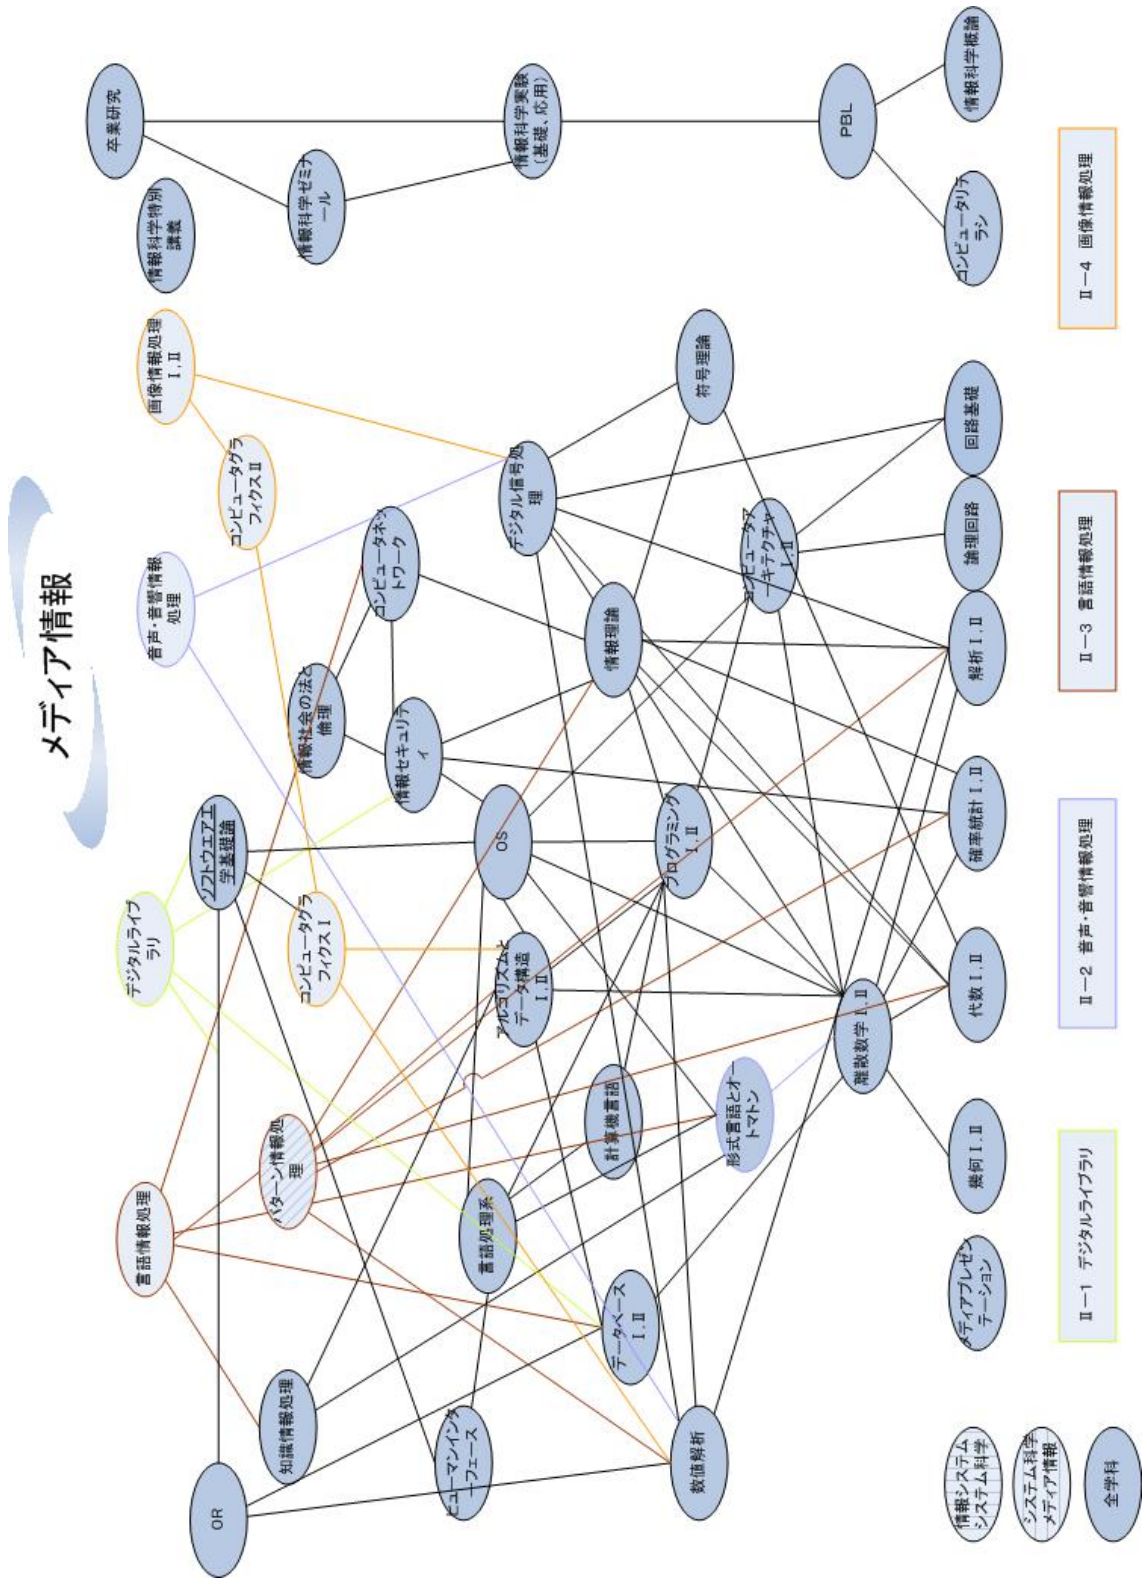 メディア情報
OR
言語情報処理
デジタルライブ
ラリ
音声・音響情報
処理
画像情報処理
Ⅰ,Ⅱ
情報科学特別
講義
卒業研究
ソフトウエア工
学基礎論
コンピュータグラ
フィクスⅡ
知識情報処理
パターン情報処
理
コンピュータグラ
フィクスⅠ
情報社会の法と
倫理
情報科学ゼミナ
ール
情報セキュリテ
ィ
コンピュータネッ
トワーク
ヒューマンインタ
ーフェース
言語処理系
アルゴリズムと
データ構造
Ⅰ,Ⅱ
OS
デジタル信号処
理
情報科学実験
(基礎、応用)
データベース
Ⅰ,Ⅱ
計算機言語
情報理論
数値解析
形式言語とオー
トマトン
プログラミング
Ⅰ,Ⅱ
コンピュータア
ーキテクチャ
Ⅰ,Ⅱ
符号理論
離散数学Ⅰ,Ⅱ
PBL
メディアプレゼン
テーション
幾何Ⅰ,Ⅱ
代数Ⅰ,Ⅱ
確率統計Ⅰ,Ⅱ
解析Ⅰ,Ⅱ
論理回路
回路基礎
コンピュータリテ
ラシ
情報科学概論
情報システム
システム科学
システム科学
メディア情報
全学科
Ⅱ－1 デジタルライブラリ
Ⅱ－2 音声・音響情報処理
Ⅱ－3 言語情報処理
Ⅱ－4 画像情報処理